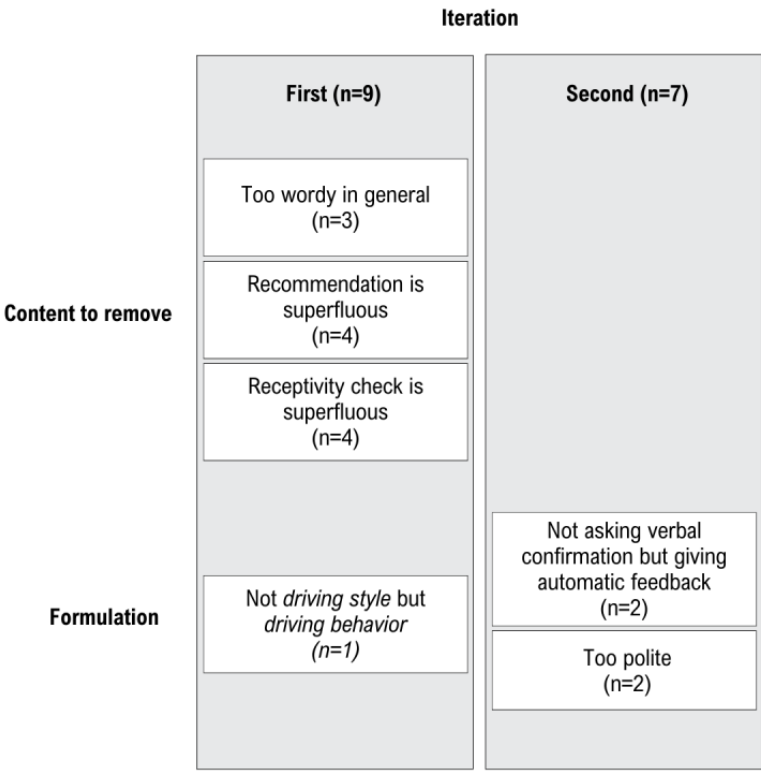 Iteration
First (n=9)
Second (n=7)
Content to remove
Too wordy in general
(n=3)
Recommendation is
superfluous
(n=4)
Receptivity check is
superfluous
(n=4)
Formulation
Not driving style but
driving behavior
(n=1)
Not asking verbal
confirmation but giving
automatic feedback
(n=2)
Too polite
(n=2)